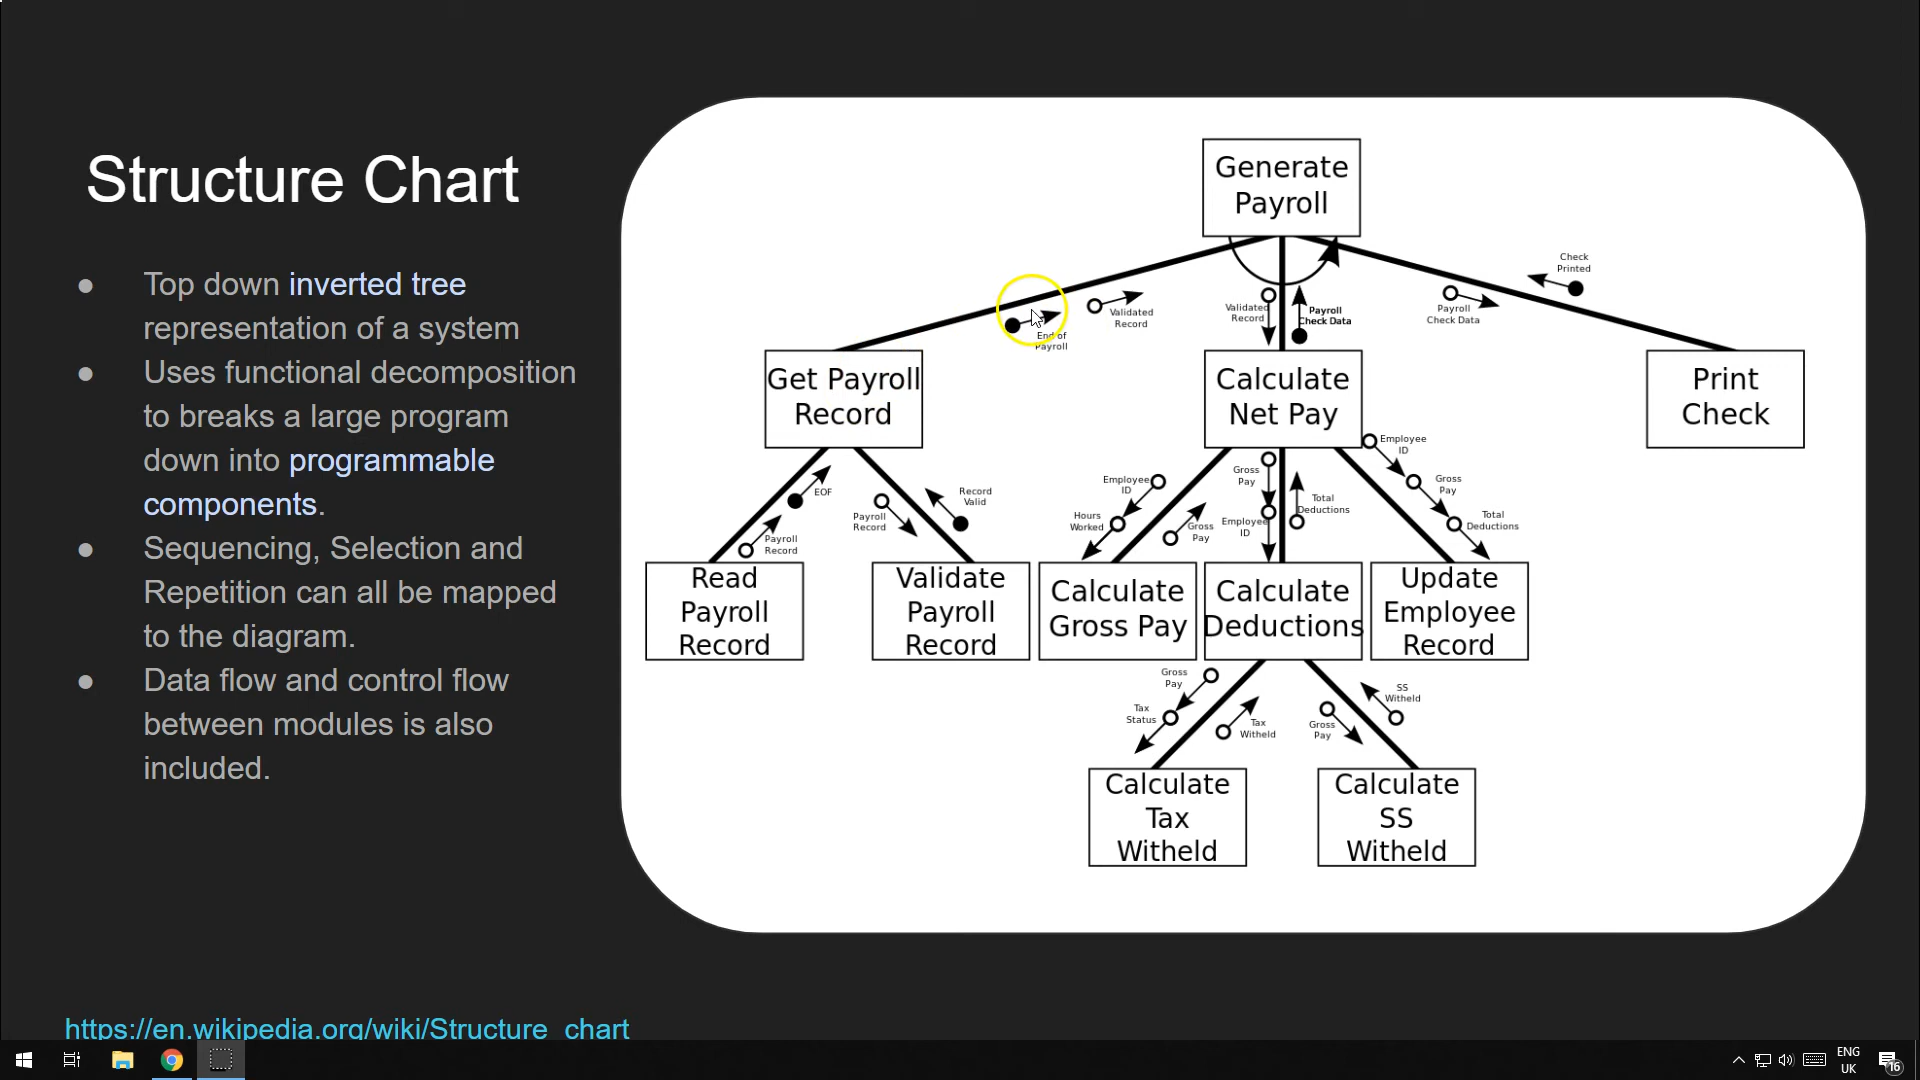 Structure Chart
● Top down inverted tree
representation of a system
● Uses functional decomposition
to breaks a large program
down into programmable
components.
● Sequencing, Selection and
Repetition can all be mapped
to the diagram.
● Data flow and control flow
between modules is also
included.
https://en.wikipedia.org/wiki/Structure_chart
Generate
Payroll
End of
Payroll
Validated
Record
Validated
Record
Payroll
Check Data
Payroll
Check Data
Check
Printed
Get Payroll
Record
Calculate
Net Pay
Print
Check
EOF
Payroll
Record
Payroll
Record
Record
Valid
Employee
ID
Hours
Worked
Gross
Pay
Gross
Pay
Employee
ID
Total
Deductions
Employee
ID
Gross
Pay
Total
Deductions
Read
Payroll
Record
Validate
Payroll
Record
Calculate
Gross Pay
Calculate
Deductions
Update
Employee
Record
Gross
Pay
Tax
Status
Tax
Witheld
Gross
Pay
SS
Witheld
Calculate
Tax
Witheld
Calculate
SS
Witheld
ENG
UK
16